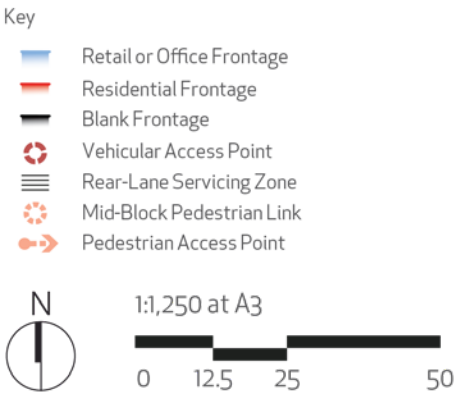 Key
Retail or Office Frontage
Residential Frontage
Blank Frontage
Vehicular Access Point
Rear-Lane Servicing Zone
Mid-Block Pedestrian Link
Pedestrian Access Point
N
1:1,250 at A3
0 12.5 25 50